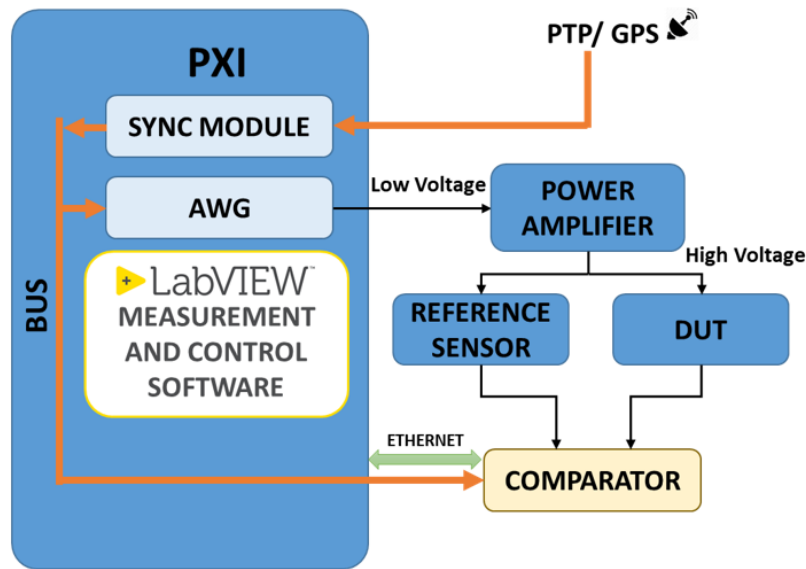 PXI
PTP/ GPS
SYNC MODULE
AWG
Low Voltage
POWER
AMPLIFIER
High Voltage
BUS
LabVIEW™
MEASUREMENT
AND CONTROL
SOFTWARE
REFERENCE
SENSOR
DUT
ETHERNET
COMPARATOR